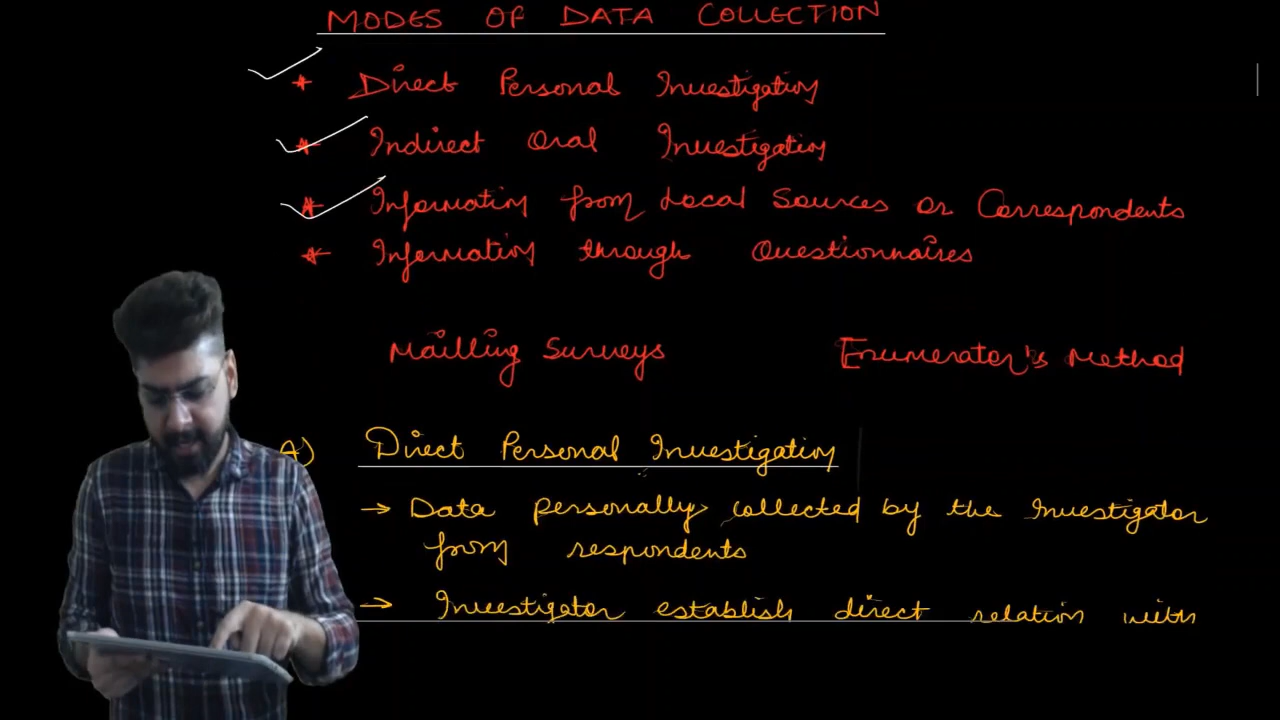 MODES OF DATA COLLECTION
* Direct Personal Investigation
* Indirect Oral Investigation
* Information from Local Sources or Correspondents
* Information through Questionnaires
Mailling Surveys Enumerator's Method
A) Direct Personal Investigation
→ Data personally collected by the Investigator
from respondents
→ Investigator establish direct relation with